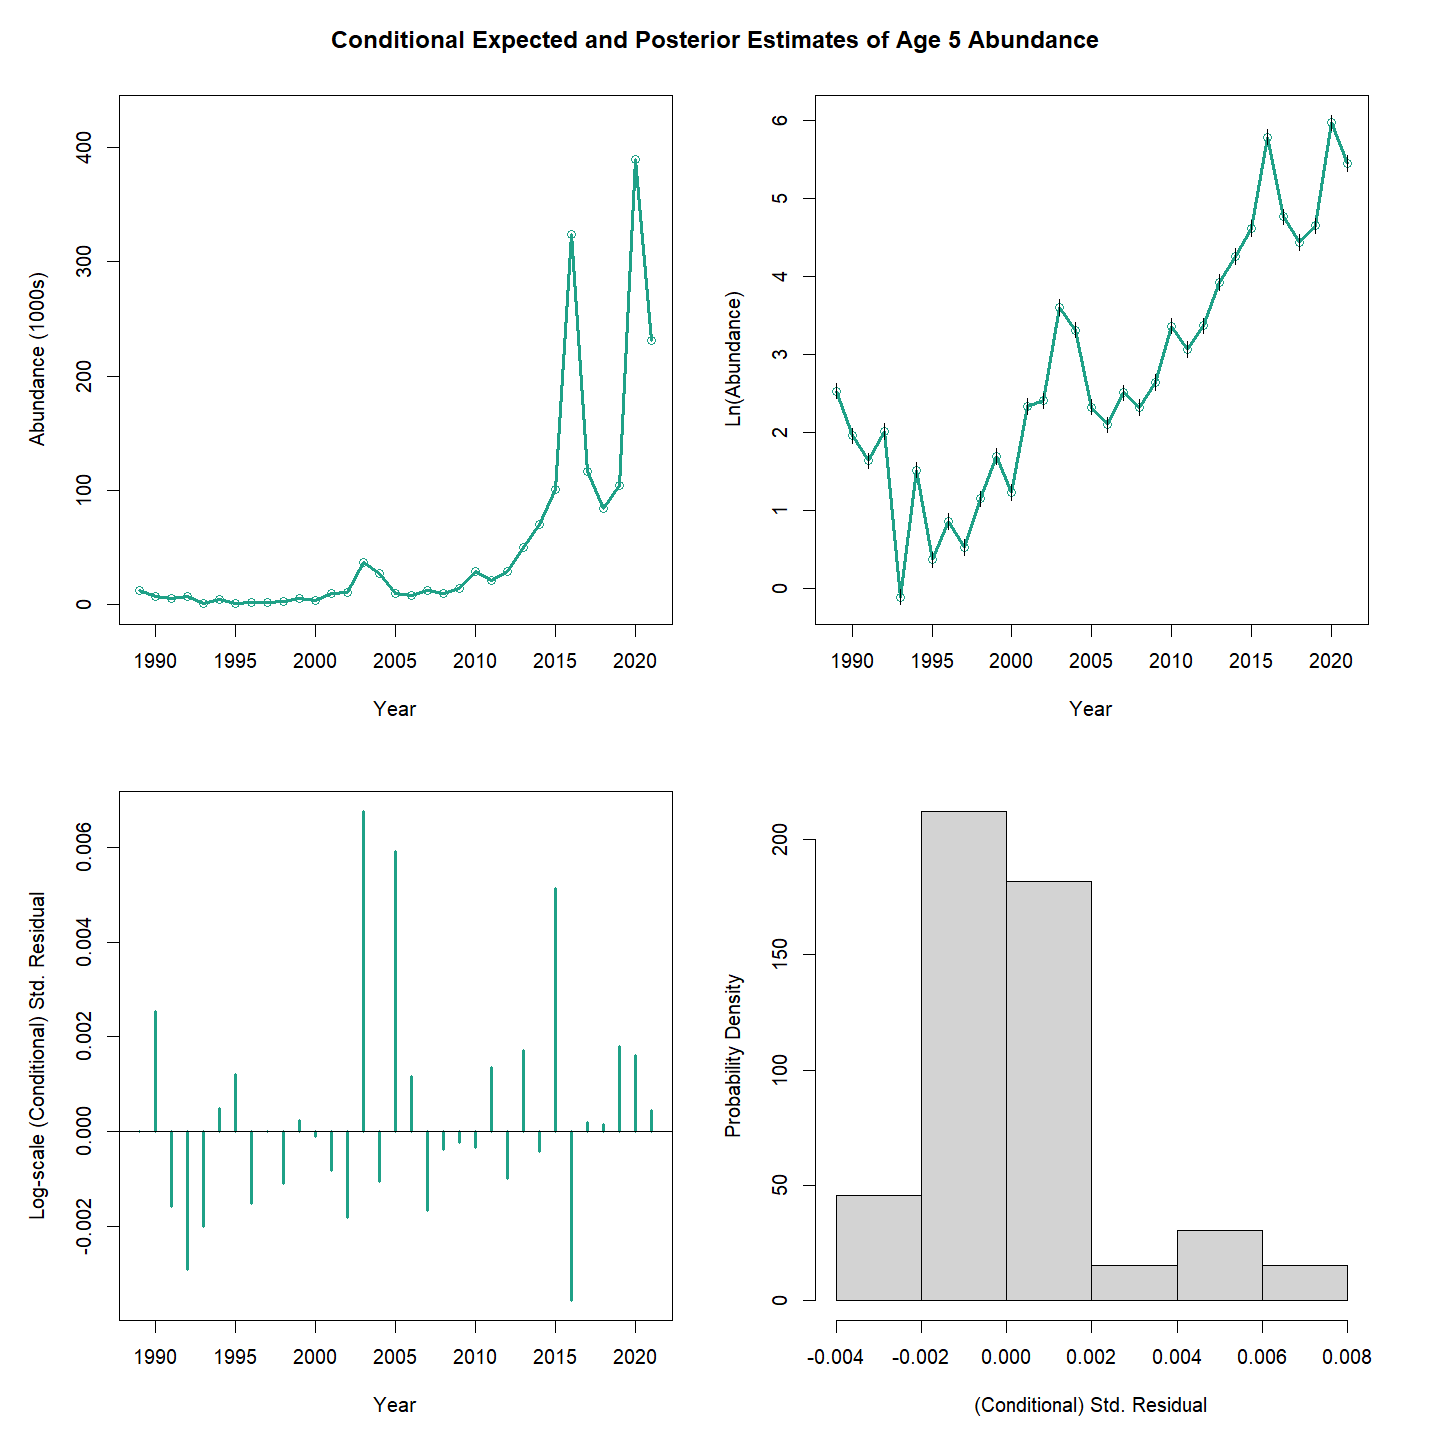 Conditional Expected and Posterior Estimates of Age 5 Abundance
Abundance (1000s)
400
300
200
100
0
1990 1995 2000 2005 2010 2015 2020
Year
Ln(Abundance)
6
5
4
3
2
1
0
1990 1995 2000 2005 2010 2015 2020
Year
Log-scale (Conditional) Std. Residual
0.006
0.004
0.002
0.000
-0.002
1990 1995 2000 2005 2010 2015 2020
Year
Probability Density
200
150
100
50
0
-0.004 -0.002 0.000 0.002 0.004 0.006 0.008
(Conditional) Std. Residual